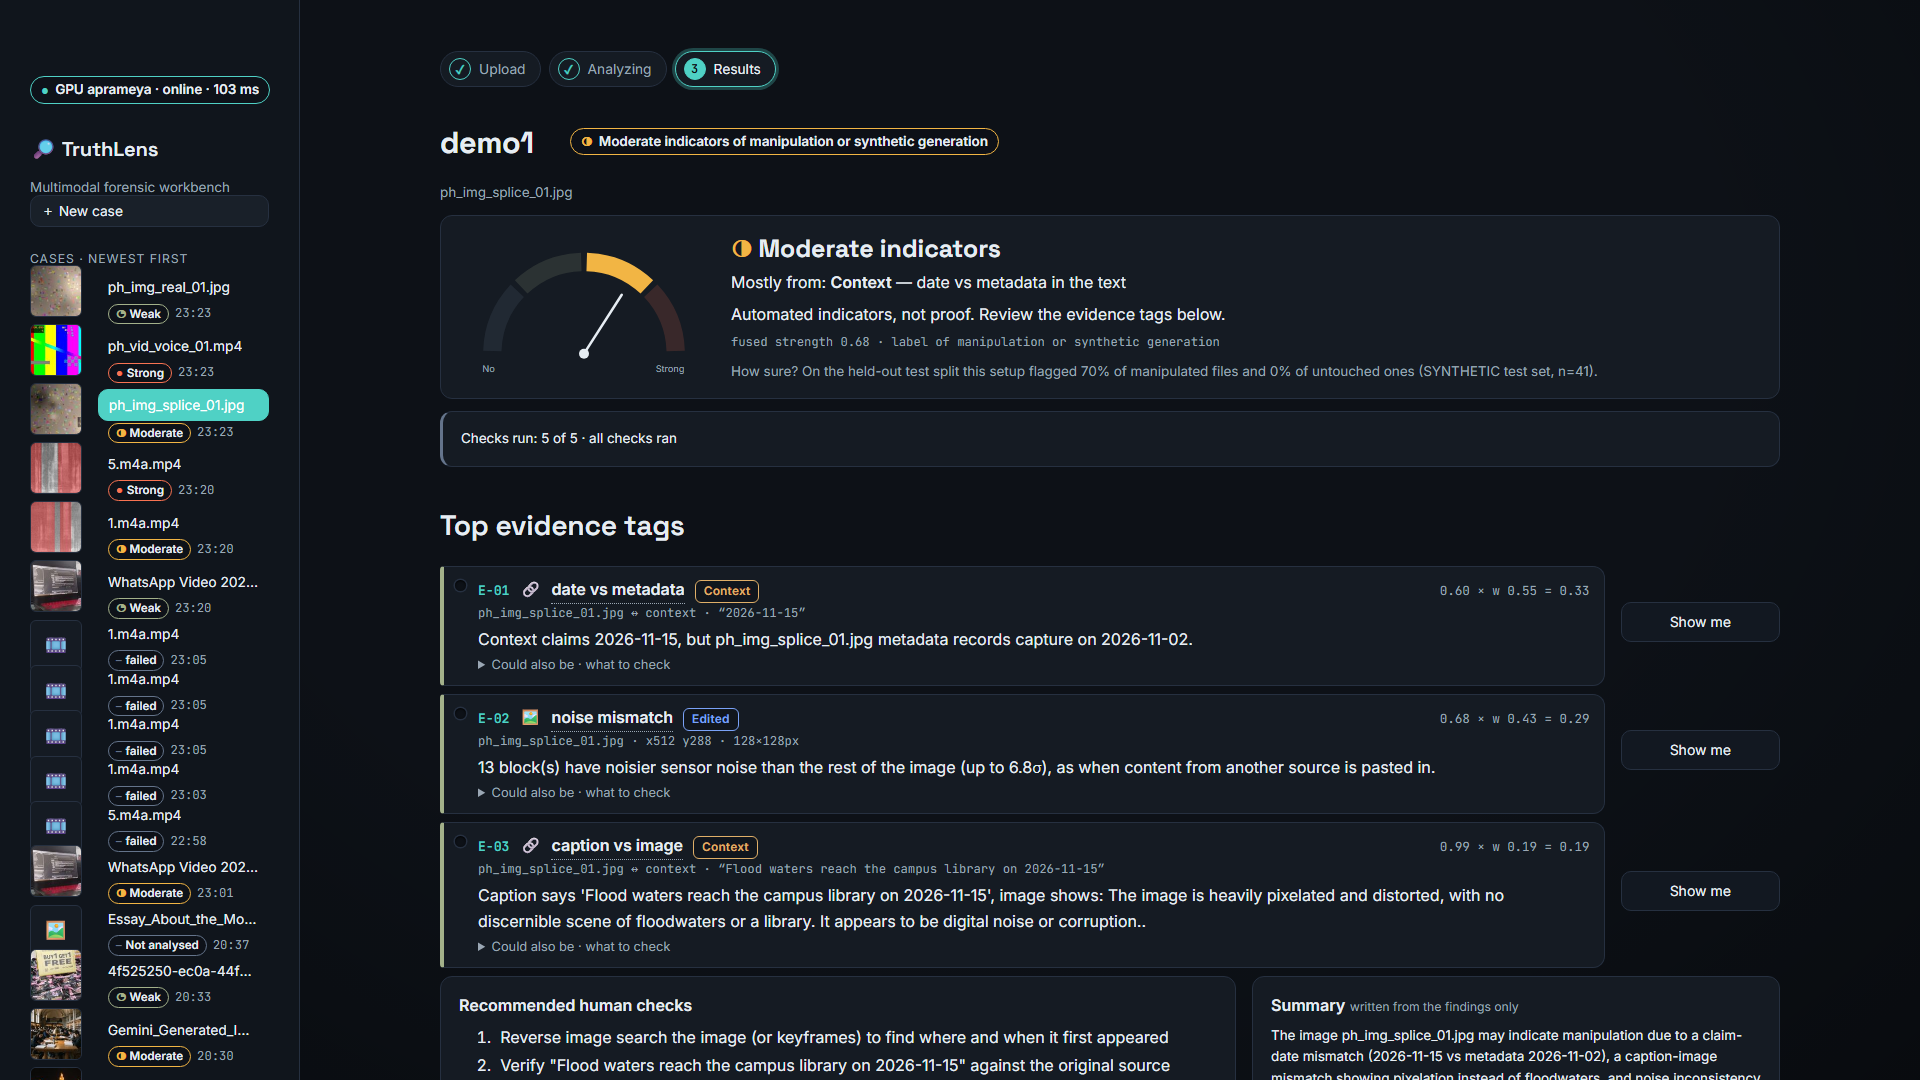 GPU aprameya · online · 103 ms
TruthLens
Multimodal forensic workbench
+ New case
CASES · NEWEST FIRST
ph_img_real_01.jpg
Weak 23:23
ph_vid_voice_01.mp4
Strong 23:23
ph_img_splice_01.jpg
Moderate 23:23
5.m4a.mp4
Strong 23:20
1.m4a.mp4
Moderate 23:20
WhatsApp Video 202...
Weak 23:20
1.m4a.mp4
– failed 23:05
1.m4a.mp4
– failed 23:05
1.m4a.mp4
– failed 23:05
1.m4a.mp4
– failed 23:03
5.m4a.mp4
– failed 22:58
WhatsApp Video 202...
Moderate 23:01
Essay_About_the_Mo...
– Not analysed 20:37
BUY 1 GET 1
FREE
4f525250-ec0a-44f...
Weak 20:33
Gemini_Generated_I...
Moderate 20:30
Upload
Analyzing
3 Results
demo1
Moderate indicators of manipulation or synthetic generation
ph_img_splice_01.jpg
No
Strong
Moderate indicators
Mostly from: Context — date vs metadata in the text
Automated indicators, not proof. Review the evidence tags below.
fused strength 0.68 · label of manipulation or synthetic generation
How sure? On the held-out test split this setup flagged 70% of manipulated files and 0% of untouched ones (SYNTHETIC test set, n=41).
Checks run: 5 of 5 · all checks ran
Top evidence tags
E-01 date vs metadata Context 0.60 × w 0.55 = 0.33
ph_img_splice_01.jpg ↔ context · “2026-11-15”
Context claims 2026-11-15, but ph_img_splice_01.jpg metadata records capture on 2026-11-02.
▶ Could also be · what to check
Show me
E-02 noise mismatch Edited 0.68 × w 0.43 = 0.29
ph_img_splice_01.jpg · x512 y288 · 128×128px
13 block(s) have noisier sensor noise than the rest of the image (up to 6.8σ), as when content from another source is pasted in.
▶ Could also be · what to check
Show me
E-03 caption vs image Context 0.99 × w 0.19 = 0.19
ph_img_splice_01.jpg ↔ context · “Flood waters reach the campus library on 2026-11-15”
Caption says 'Flood waters reach the campus library on 2026-11-15', image shows: The image is heavily pixelated and distorted, with no
discernible scene of floodwaters or a library. It appears to be digital noise or corruption..
▶ Could also be · what to check
Show me
Recommended human checks
1. Reverse image search the image (or keyframes) to find where and when it first appeared
2. Verify "Flood waters reach the campus library on 2026-11-15" against the original source
Summary written from the findings only
The image ph_img_splice_01.jpg may indicate manipulation due to a claim-
date mismatch (2026-11-15 vs metadata 2026-11-02), a caption-image
mismatch showing pixelation instead of floodwaters, and noise inconsistency